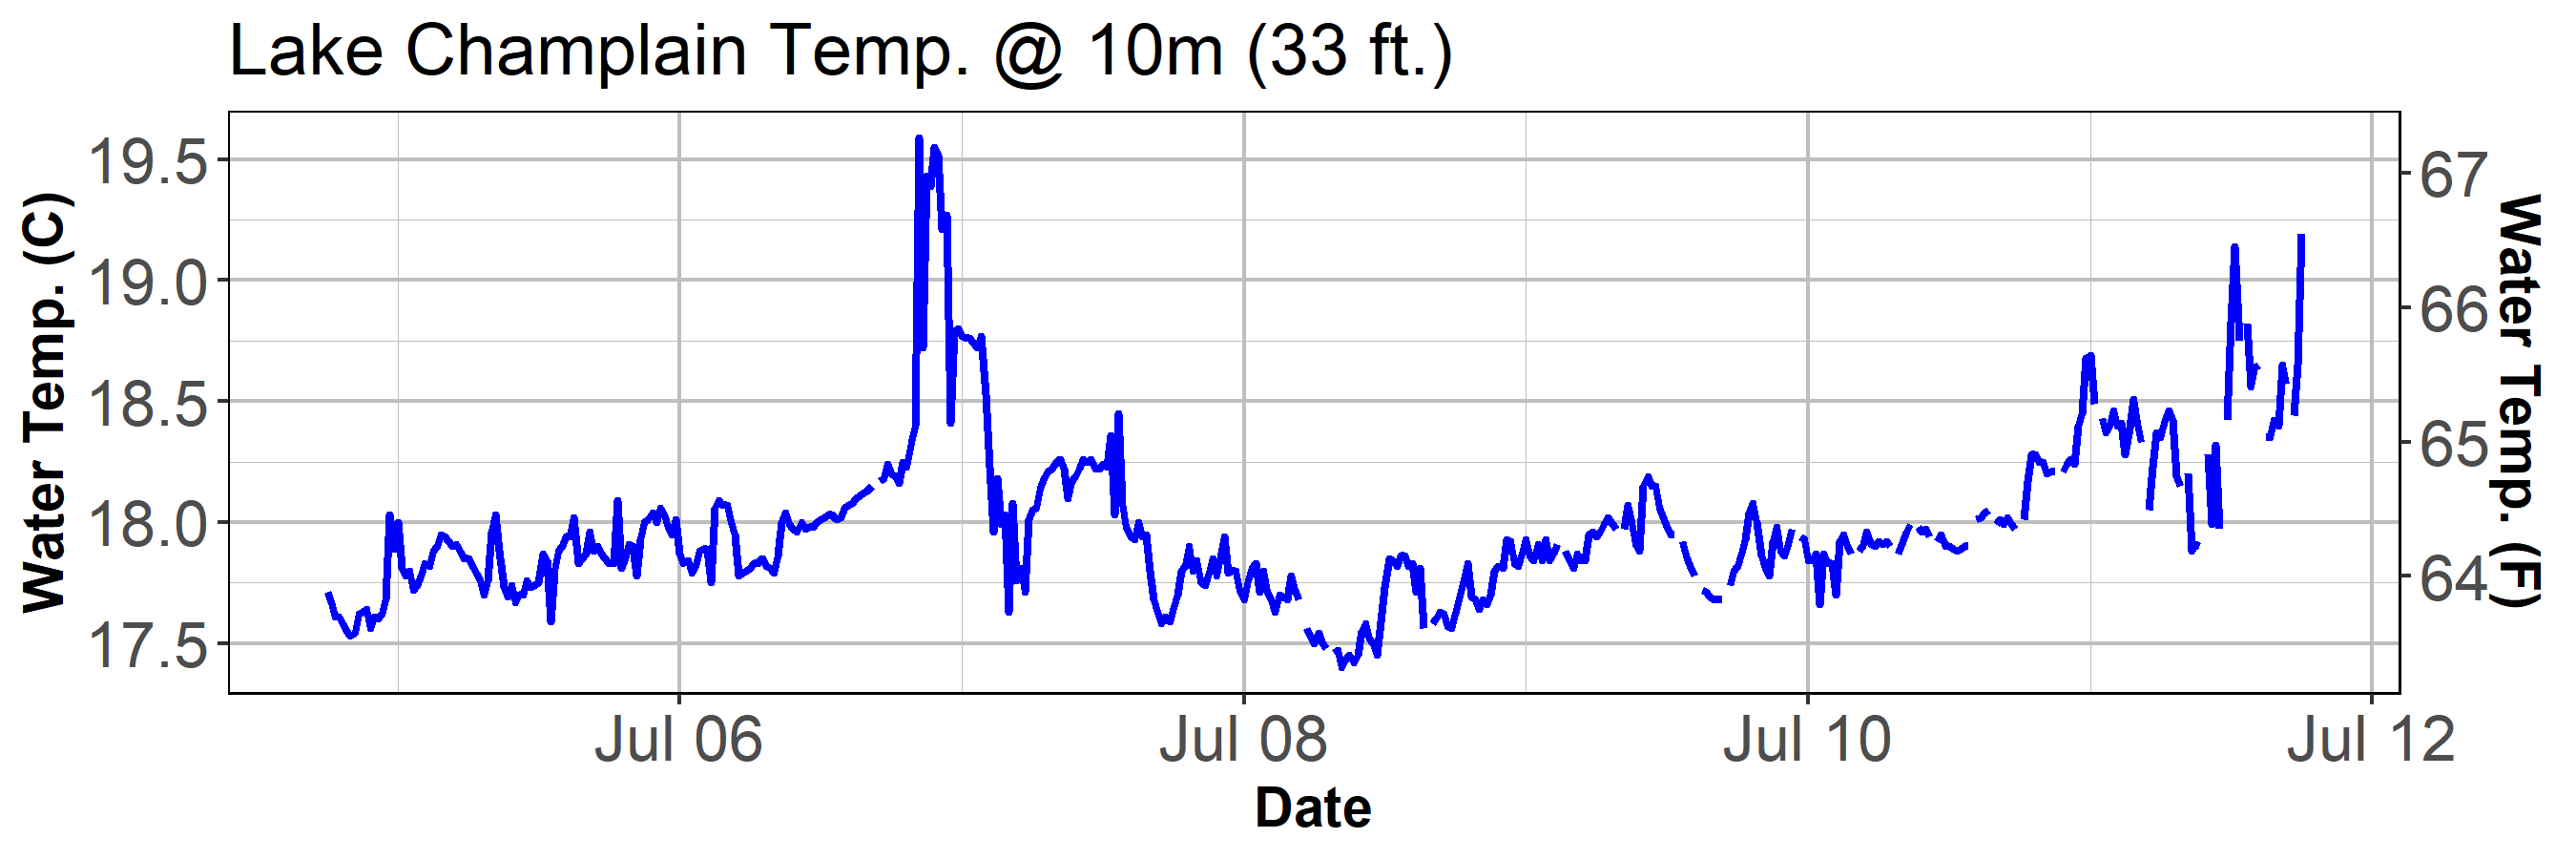 Lake Champlain Temp. @ 10m (33 ft.)
Water Temp. (C)
19.5
19.0
18.5
18.0
17.5
67
66
65
64
Water Temp. (F)
Jul 06 Jul 08 Jul 10 Jul 12
Date